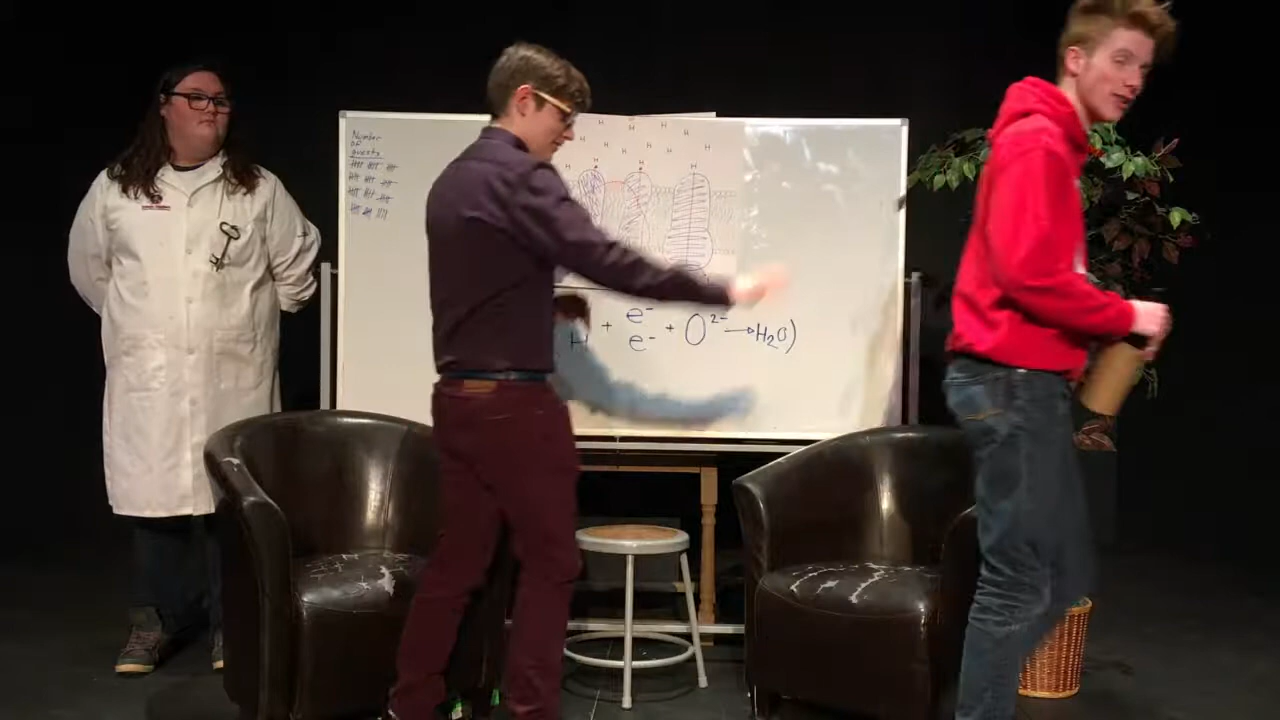 Number
of
guests
H H H H
H H H H H
H H
H H H
H + e⁻ e⁻ + O²⁻ → H₂O)